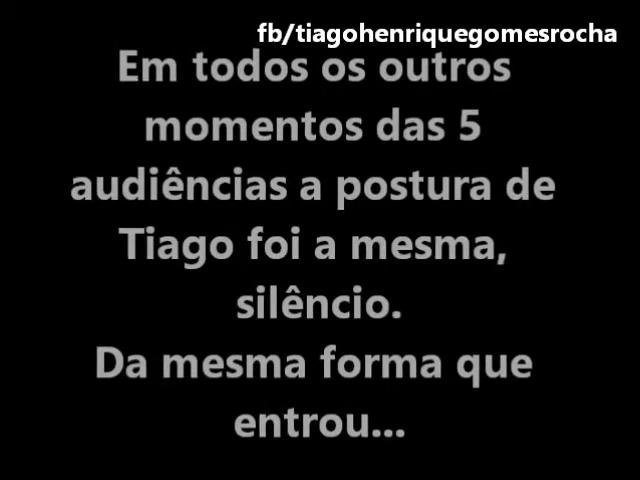 fb/tiagohenriquegomesrocha
Em todos os outros
momentos das 5
audiências a postura de
Tiago foi a mesma,
silêncio.
Da mesma forma que
entrou...